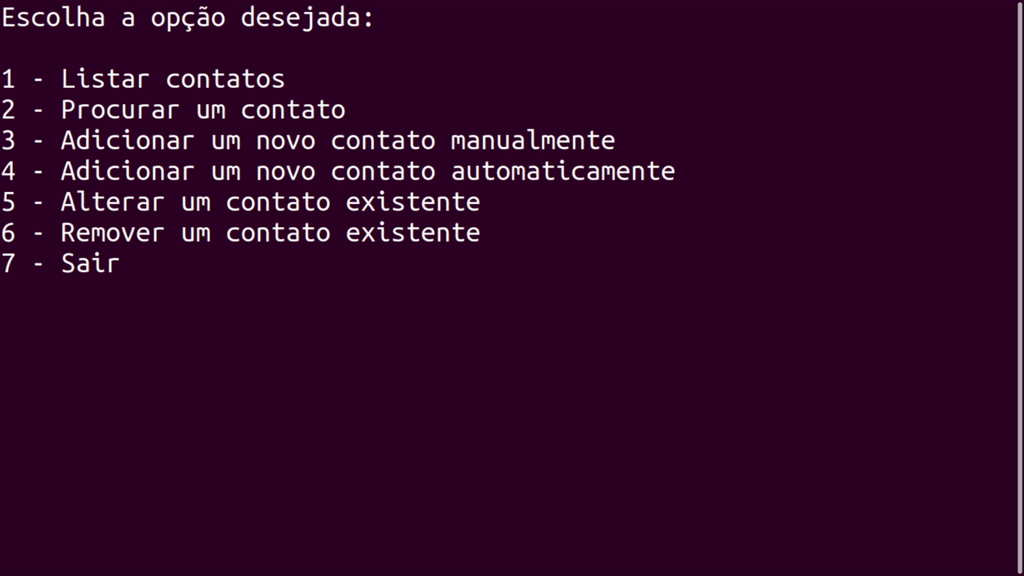 Escolha a opção desejada:
1 - Listar contatos
2 - Procurar um contato
3 - Adicionar um novo contato manualmente
4 - Adicionar um novo contato automaticamente
5 - Alterar um contato existente
6 - Remover um contato existente
7 - Sair